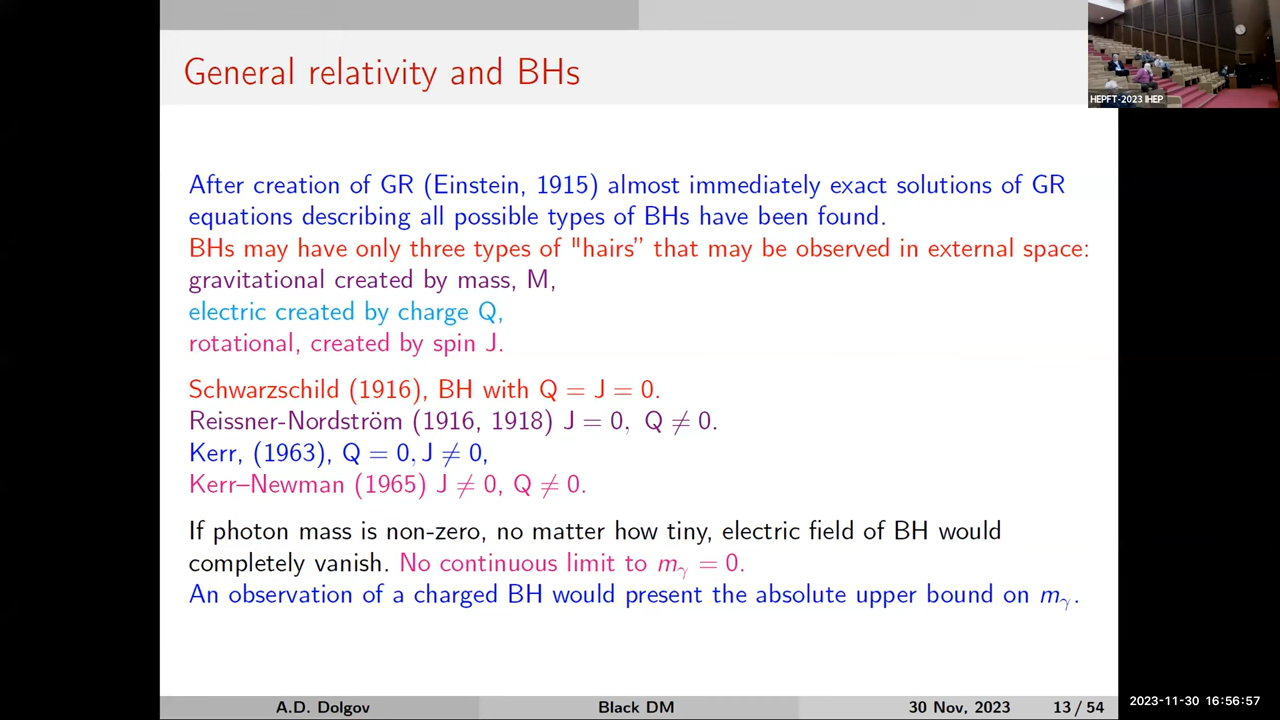 General relativity and BHs
HEPFT-2023 IHEP
After creation of GR (Einstein, 1915) almost immediately exact solutions of GR
equations describing all possible types of BHs have been found.
BHs may have only three types of "hairs” that may be observed in external space:
gravitational created by mass, M,
electric created by charge Q,
rotational, created by spin J.
Schwarzschild (1916), BH with Q = J = 0.
Reissner-Nordström (1916, 1918) J = 0, Q ≠ 0.
Kerr, (1963), Q = 0, J ≠ 0,
Kerr–Newman (1965) J ≠ 0, Q ≠ 0.
If photon mass is non-zero, no matter how tiny, electric field of BH would
completely vanish. No continuous limit to mᵧ = 0.
An observation of a charged BH would present the absolute upper bound on mᵧ.
A.D. Dolgov Black DM 30 Nov, 2023 13 / 54
2023-11-30 16:56:57